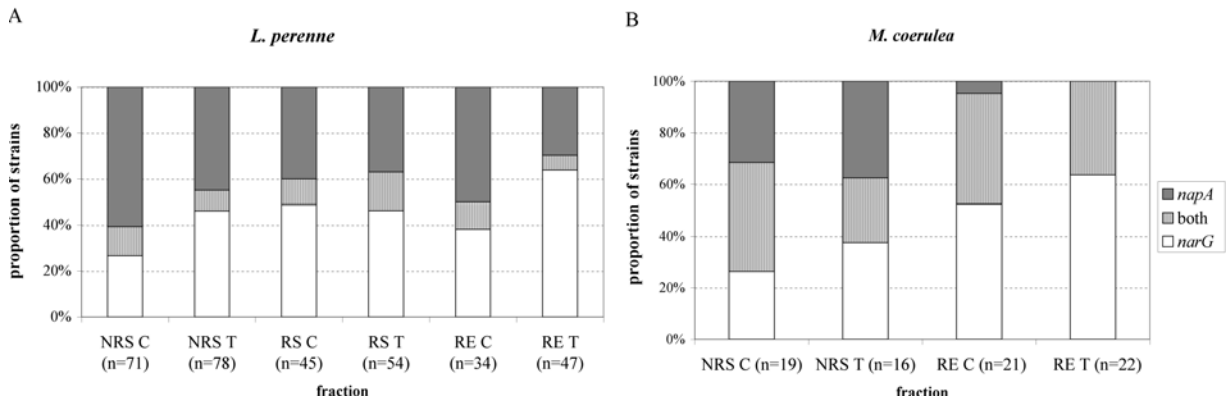 A
L. perenne
proportion of strains
100%
80%
60%
40%
20%
0%
NRS C NRS T RS C RS T RE C RE T
(n=71) (n=78) (n=45) (n=54) (n=34) (n=47)
fraction
B
M. coerulea
proportion of strains
100%
80%
60%
40%
20%
0%
NRS C (n=19) NRS T (n=16) RE C (n=21) RE T (n=22)
fraction
napA
both
narG